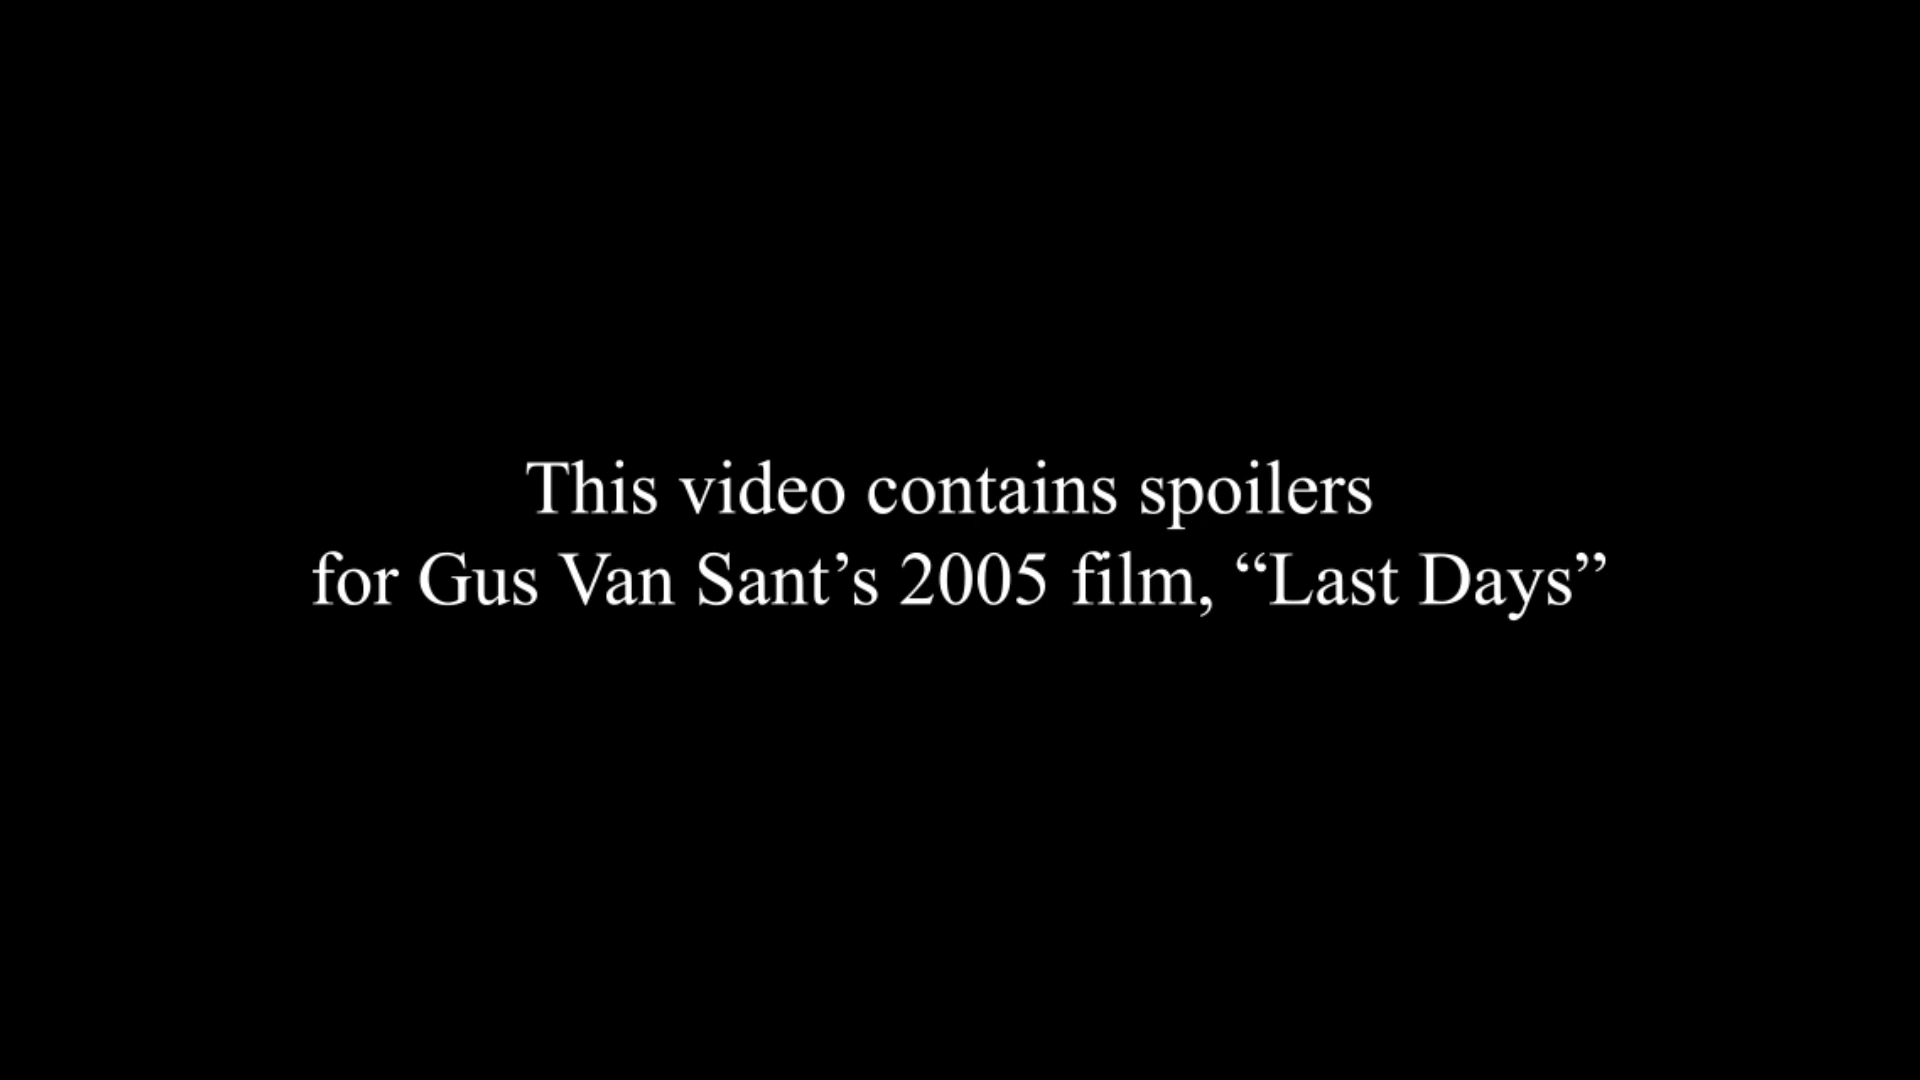 This video contains spoilers
for Gus Van Sant’s 2005 film, “Last Days”